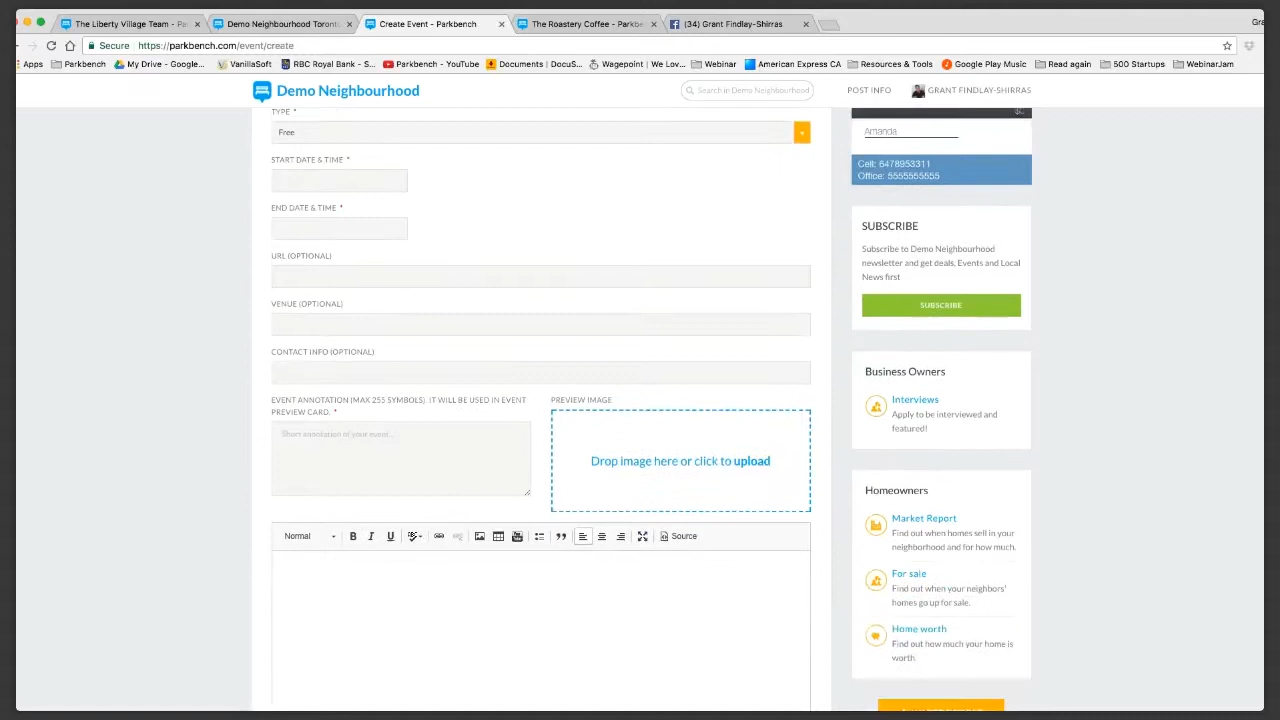 The Liberty Village Team - Pa
Demo Neighbourhood Toronto
Create Event - Parkbench
The Roastery Coffee - Parkbe
(34) Grant Findlay-Shirras
Secure https://parkbench.com/event/create
Apps Parkbench My Drive - Google... VanillaSoft RBC Royal Bank - S... Parkbench - YouTube Documents - DocuS... Wagepoint | We Lov... Webinar American Express CA Resources & Tools Google Play Music Read again 500 Startups WebinarJam
Demo Neighbourhood
Search in Demo Neighbourhood
POST INFO
GRANT FINDLAY-SHIRRAS
TYPE *
Free
START DATE & TIME *
END DATE & TIME *
URL (OPTIONAL)
VENUE (OPTIONAL)
CONTACT INFO (OPTIONAL)
EVENT ANNOTATION (MAX 255 SYMBOLS). IT WILL BE USED IN EVENT
PREVIEW CARD. *
Short annotation of your event...
PREVIEW IMAGE
Drop image here or click to upload
Normal
B I U
Source
Amanda
Cell: 6478953311
Office: 5555555555
SUBSCRIBE
Subscribe to Demo Neighbourhood
newsletter and get deals, Events and Local
News first
SUBSCRIBE
Business Owners
Interviews
Apply to be interviewed and
featured!
Homeowners
Market Report
Find out when homes sell in your
neighborhood and for how much.
For sale
Find out when your neighbors'
homes go up for sale.
Home worth
Find out how much your home is
worth